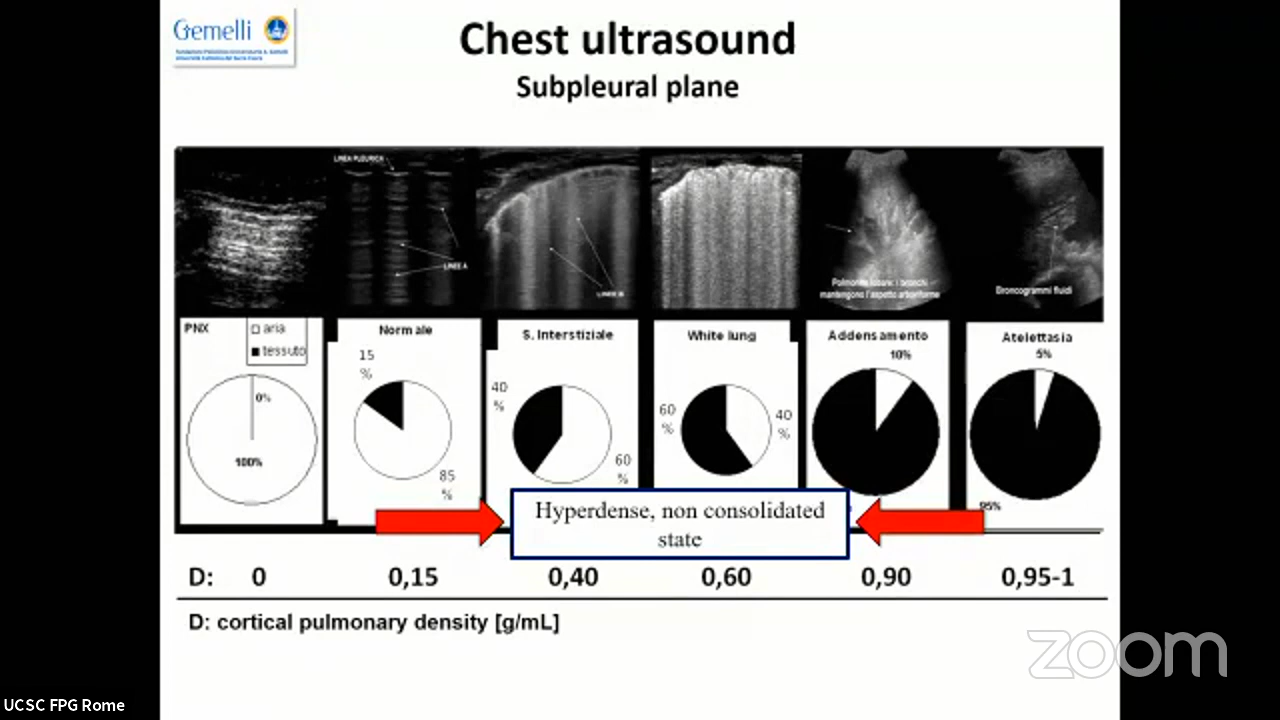 Gemelli
Chest ultrasound
Subpleural plane
LINEA PLEURICA
LINEE A
LINEE B
Polmonite lobare: i bronchi
mantengono l'aspetto arboriforme
Broncogrammi fluidi
PNX
aria
tessuto
0%
100%
Normale
15
%
85
%
S. Interstiziale
40
%
60
%
White lung
60
%
40
%
Addensamento
10%
Atelettasia
5%
95%
Hyperdense, non consolidated
state
D: 0 0,15 0,40 0,60 0,90 0,95-1
D: cortical pulmonary density [g/mL]
zoom
UCSC FPG Rome